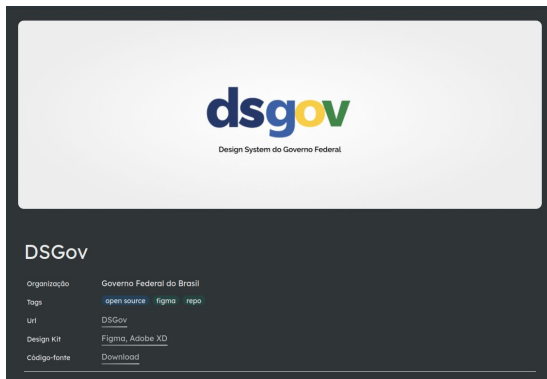 dsgov
Design System do Governo Federal
DSGov
Organização Governo Federal do Brasil
Tags open source figma repo
Url DSGov
Design Kit Figma, Adobe XD
Código-fonte Download